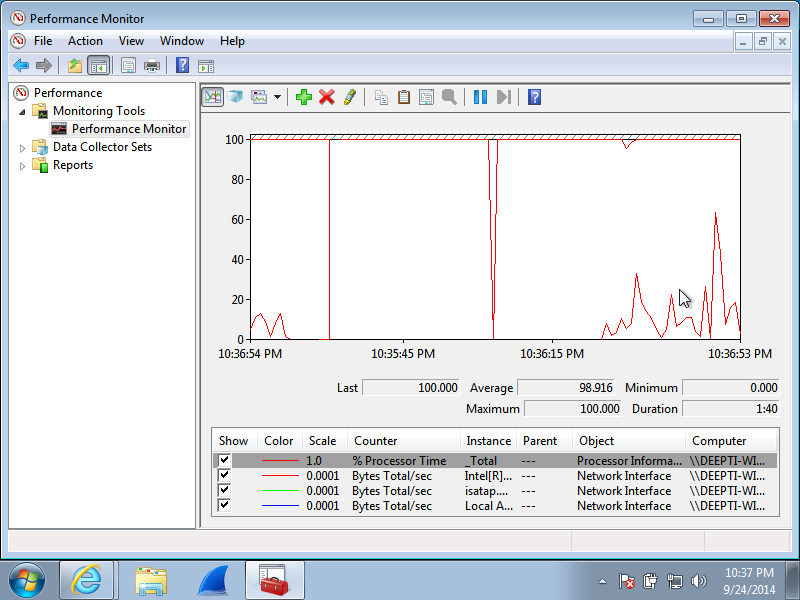 Performance Monitor
File Action View Window Help
Performance
Monitoring Tools
Performance Monitor
Data Collector Sets
Reports
100
80
60
40
20
0
10:36:54 PM 10:35:45 PM 10:36:15 PM 10:36:53 PM
Last 100.000 Average 98.916 Minimum 0.000
Maximum 100.000 Duration 1:40
Show Color Scale Counter Instance Parent Object Computer
1.0 % Processor Time _Total --- Processor Informa... \\DEEPTI-WI...
0.0001 Bytes Total/sec Intel[R]... --- Network Interface \\DEEPTI-WI...
0.0001 Bytes Total/sec isatap.... --- Network Interface \\DEEPTI-WI...
0.0001 Bytes Total/sec Local A... --- Network Interface \\DEEPTI-WI...
10:37 PM
9/24/2014